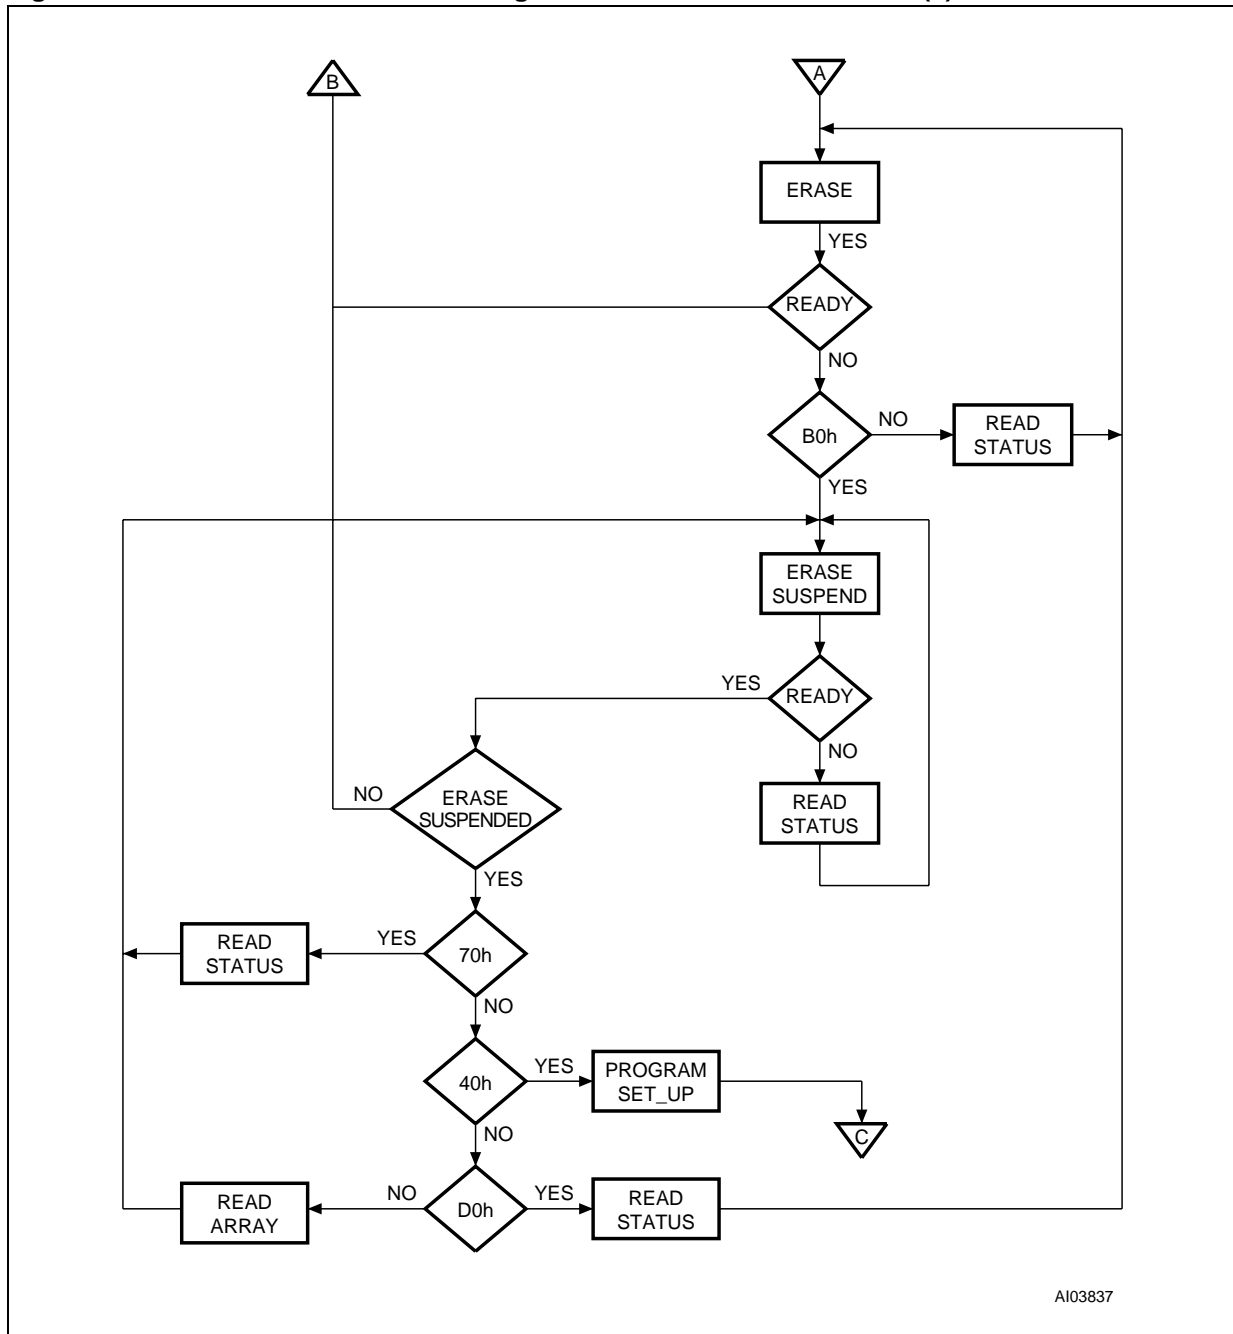 B
A
ERASE
YES
READY
NO
B0h
NO
READ
STATUS
YES
ERASE
SUSPEND
YES
READY
NO
NO
ERASE
SUSPENDED
READ
STATUS
YES
READ
STATUS
YES
70h
NO
40h
YES
PROGRAM
SET_UP
NO
C
READ
ARRAY
NO
D0h
YES
READ
STATUS
AI03837